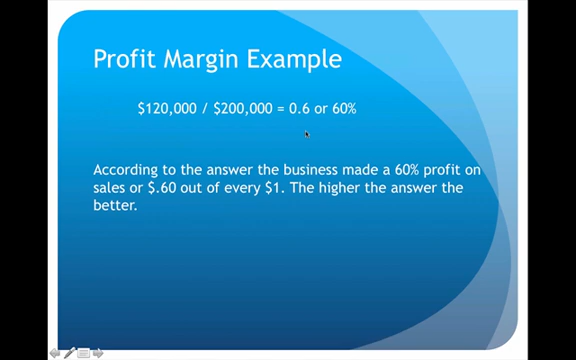 Profit Margin Example
$120,000 / $200,000 = 0.6 or 60%
According to the answer the business made a 60% profit on
sales or $.60 out of every $1. The higher the answer the
better.